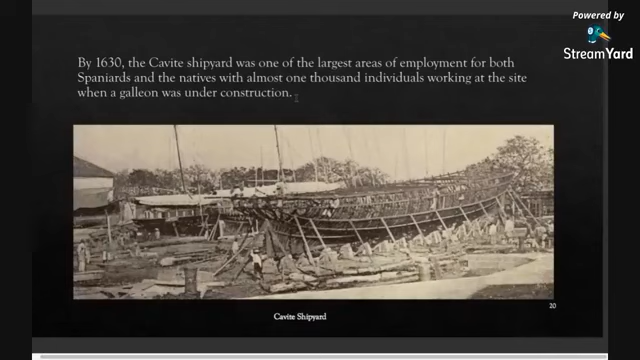 Powered by
StreamYard
By 1630, the Cavite shipyard was one of the largest areas of employment for both
Spaniards and the natives with almost one thousand individuals working at the site
when a galleon was under construction.
20
Cavite Shipyard